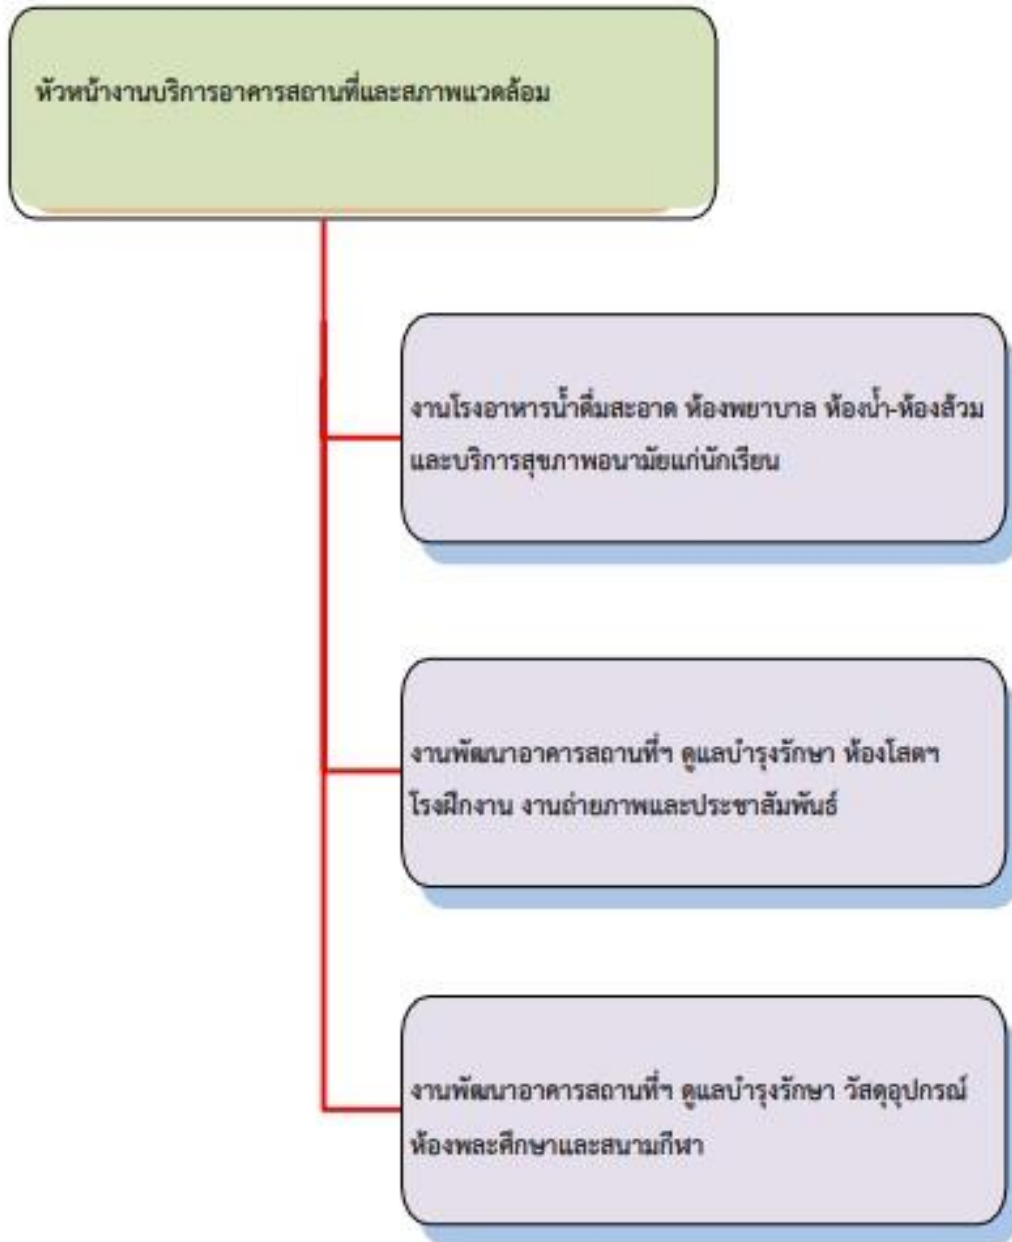 หัวหน้างานบริการอาคารสถานที่และสภาพแวดล้อม
งานโรงอาหารน้ำดื่มสะอาด ห้องพยาบาล ห้องน้ำ-ห้องส้วม
และบริการสุขภาพอนามัยแก่นักเรียน
งานพัฒนาอาคารสถานที่ฯ ดูแลบำรุงรักษา ห้องโสตฯ
โรงฝึกงาน งานถ่ายภาพและประชาสัมพันธ์
งานพัฒนาอาคารสถานที่ฯ ดูแลบำรุงรักษา วัสดุอุปกรณ์
ห้องพละศึกษาและสนามกีฬา